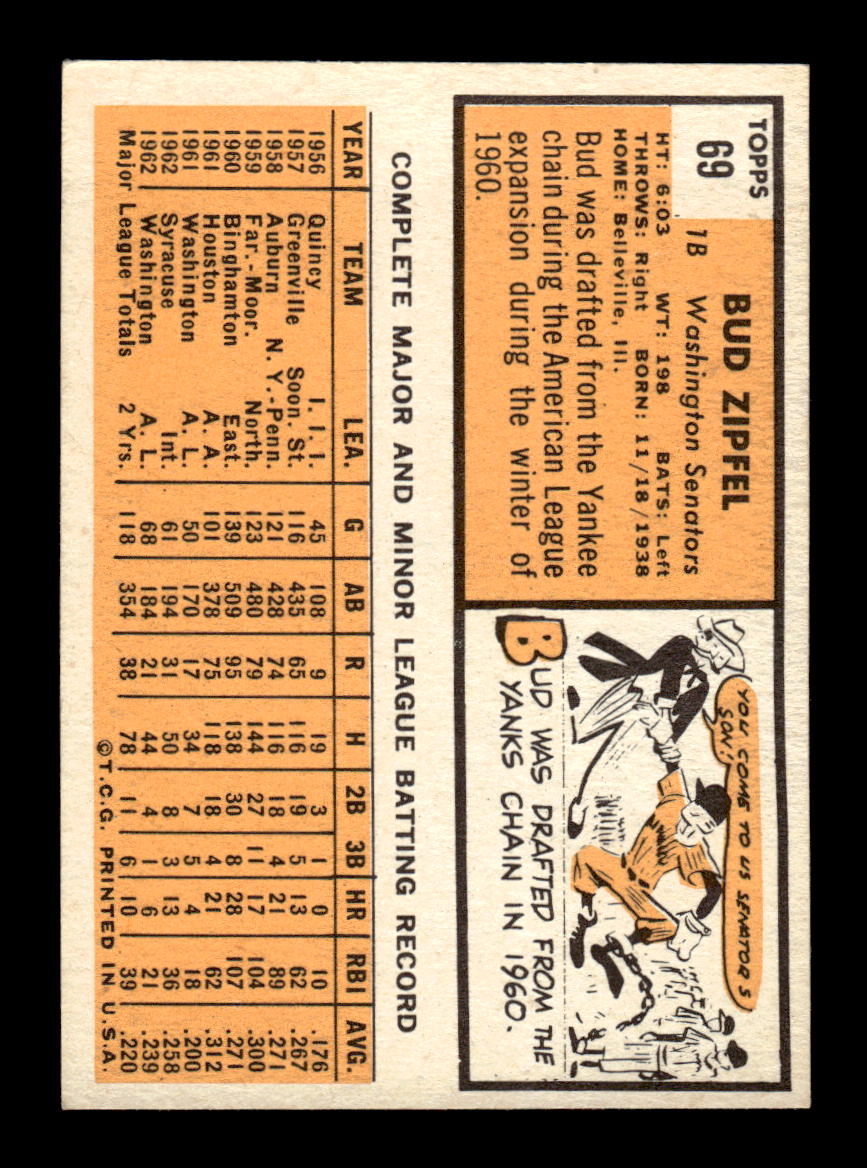 TOPPS
69
BUD ZIPFEL
1B Washington Senators
HT: 6:03 WT: 198 BATS: Left
THROWS: Right BORN: 11/18/1938
HOME: Belleville, Ill.
Bud was drafted from the Yankee
chain during the American League
expansion during the winter of
1960.
YOU COME TO US SENATORS
SON!
BUD WAS DRAFTED FROM THE
YANKS CHAIN IN 1960.
COMPLETE MAJOR AND MINOR LEAGUE BATTING RECORD
YEAR TEAM LEA. G AB R H 2B 3B HR RBI AVG.
1956 Quincy I. I. I. 45 108 9 19 3 1 0 10 .176
1957 Greenville Soon. St. 116 435 65 116 19 5 13 62 .267
1958 Auburn N. Y.-Penn. 121 428 74 116 18 4 21 89 .271
1959 Far.-Moor. North. 123 480 79 144 27 11 17 104 .300
1960 Binghamton East. 139 509 95 138 30 8 28 107 .271
1961 Houston A. A. 101 378 75 118 18 4 21 62 .312
1961 Washington A. L. 50 170 17 34 7 5 4 18 .200
1962 Syracuse Int. 61 194 31 50 8 3 13 36 .258
1962 Washington A. L. 68 184 21 44 4 1 6 21 .239
Major League Totals 2 Yrs. 118 354 38 78 11 6 10 39 .220
©T.C.G. PRINTED IN U.S.A.